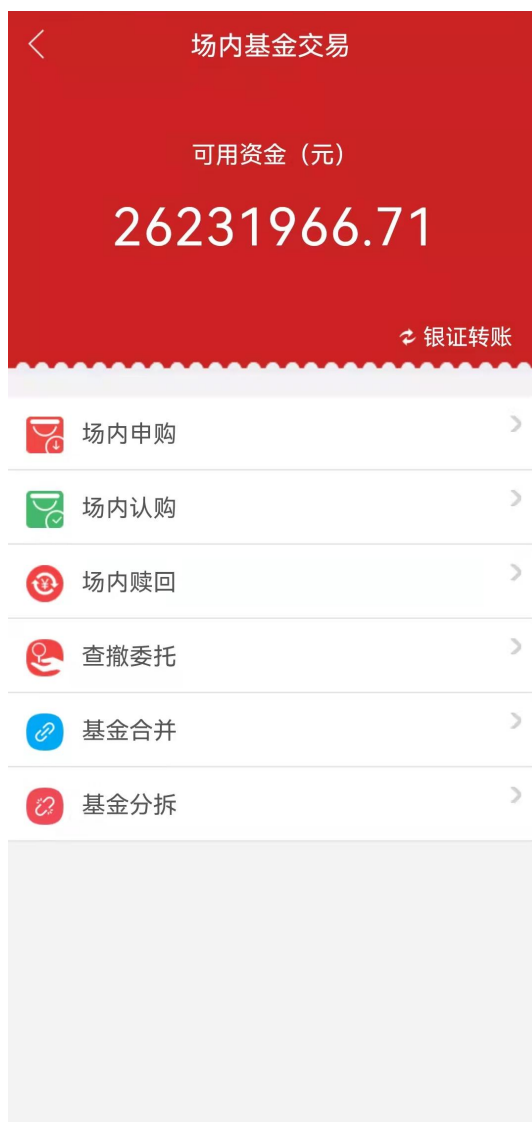 场内基金交易
可用资金（元）
26231966.71
银证转账
场内申购
场内认购
场内赎回
查撤委托
基金合并
基金分拆